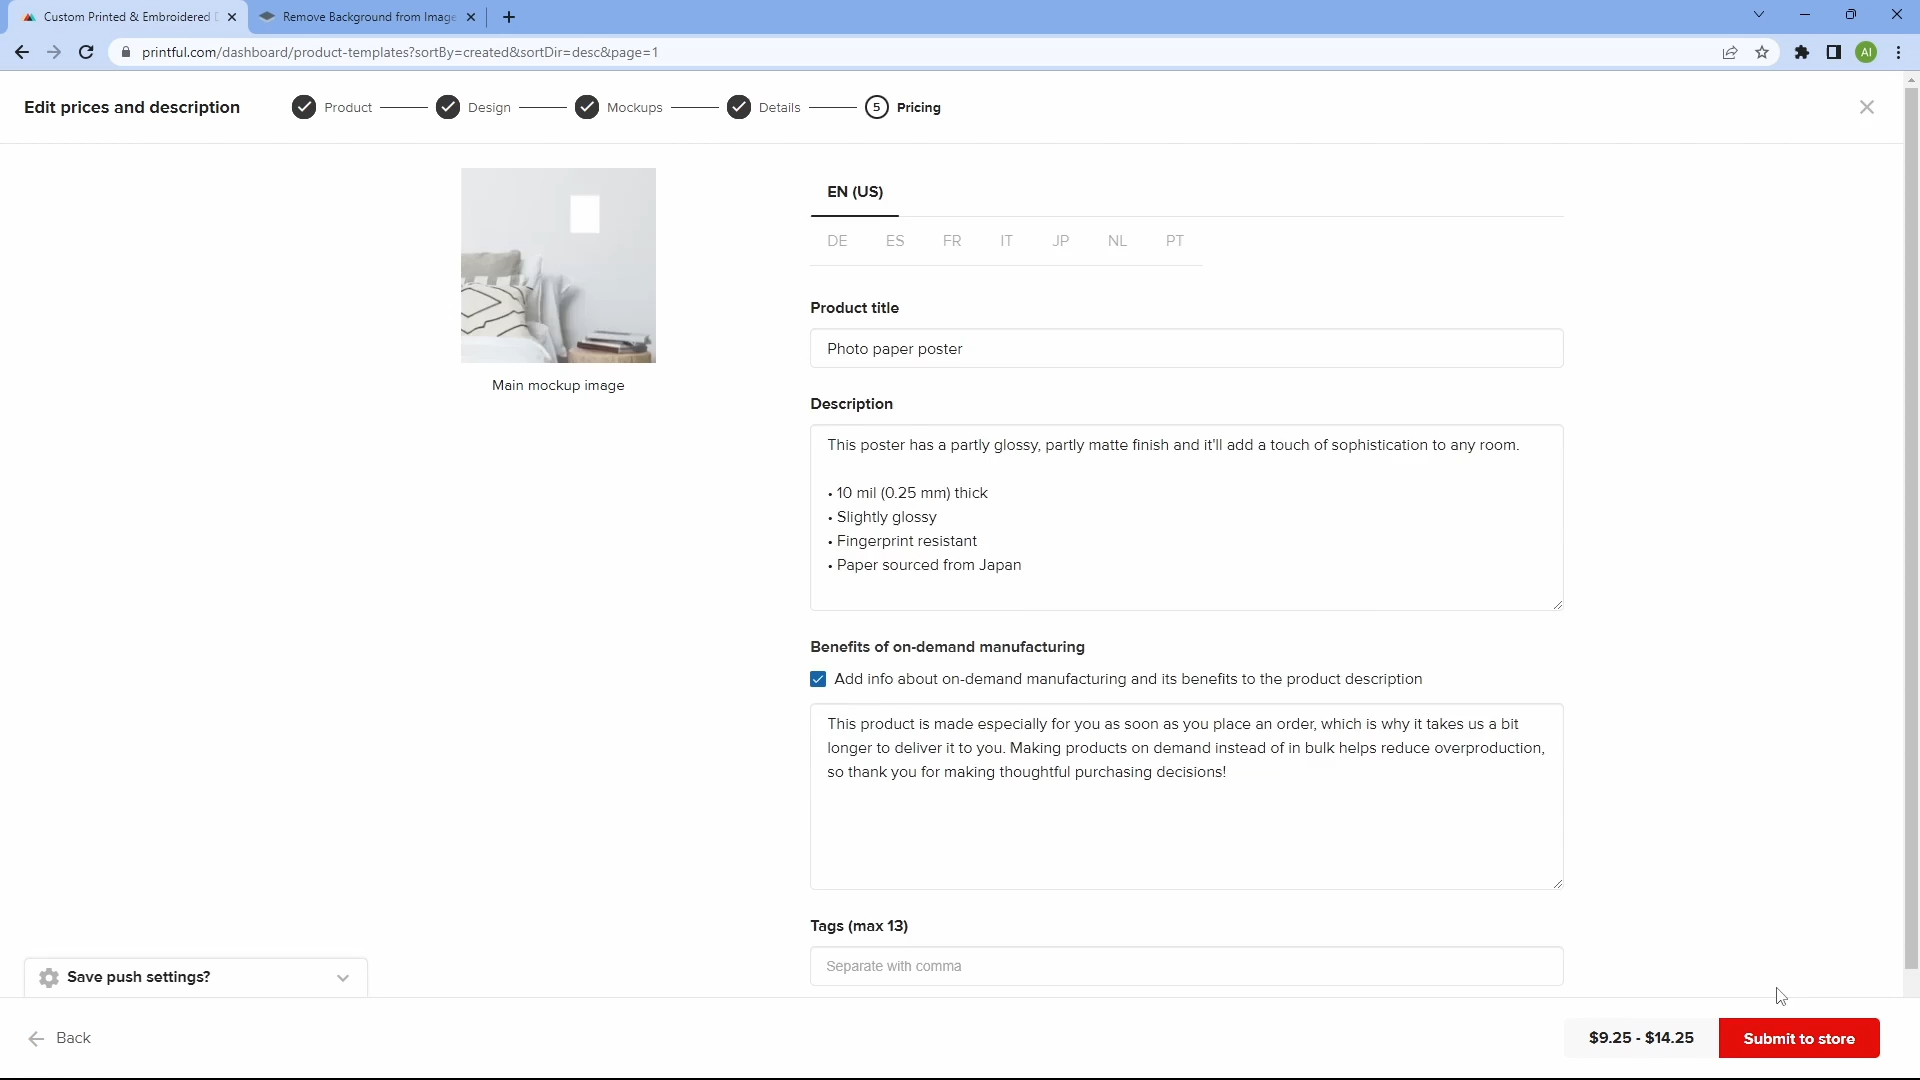 Custom Printed & Embroidered D
Remove Background from Image
printful.com/dashboard/product-templates?sortBy=created&sortDir=desc&page=1
AI
Edit prices and description
Product
Design
Mockups
Details
5
Pricing
EN (US)
DE ES FR IT JP NL PT
Main mockup image
Product title
Photo paper poster
Description
This poster has a partly glossy, partly matte finish and it'll add a touch of sophistication to any room.
• 10 mil (0.25 mm) thick
• Slightly glossy
• Fingerprint resistant
• Paper sourced from Japan
Benefits of on-demand manufacturing
Add info about on-demand manufacturing and its benefits to the product description
This product is made especially for you as soon as you place an order, which is why it takes us a bit
longer to deliver it to you. Making products on demand instead of in bulk helps reduce overproduction,
so thank you for making thoughtful purchasing decisions!
Tags (max 13)
Separate with comma
Save push settings?
Back
$9.25 - $14.25
Submit to store